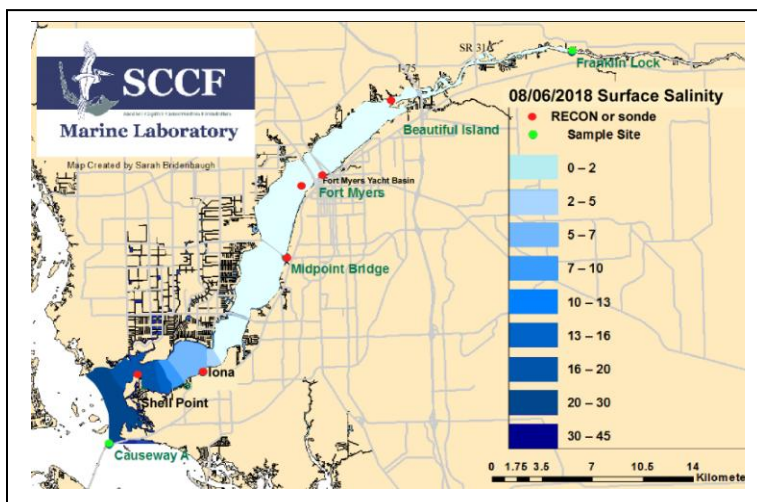 SCCF
Marine Laboratory
Map Created by Sarah Bridenbaugh
I-75
SR 31
Franklin Lock
08/06/2018 Surface Salinity
RECON or sonde
Sample Site
Beautiful Island
Fort Myers Yacht Basin
Fort Myers
Midpoint Bridge
Iona
Shell Point
Causeway A
0 – 2
2 – 5
5 – 7
7 – 10
10 – 13
13 – 16
16 – 20
20 – 30
30 – 45
0 1.75 3.5 7 10.5 14
Kilomete